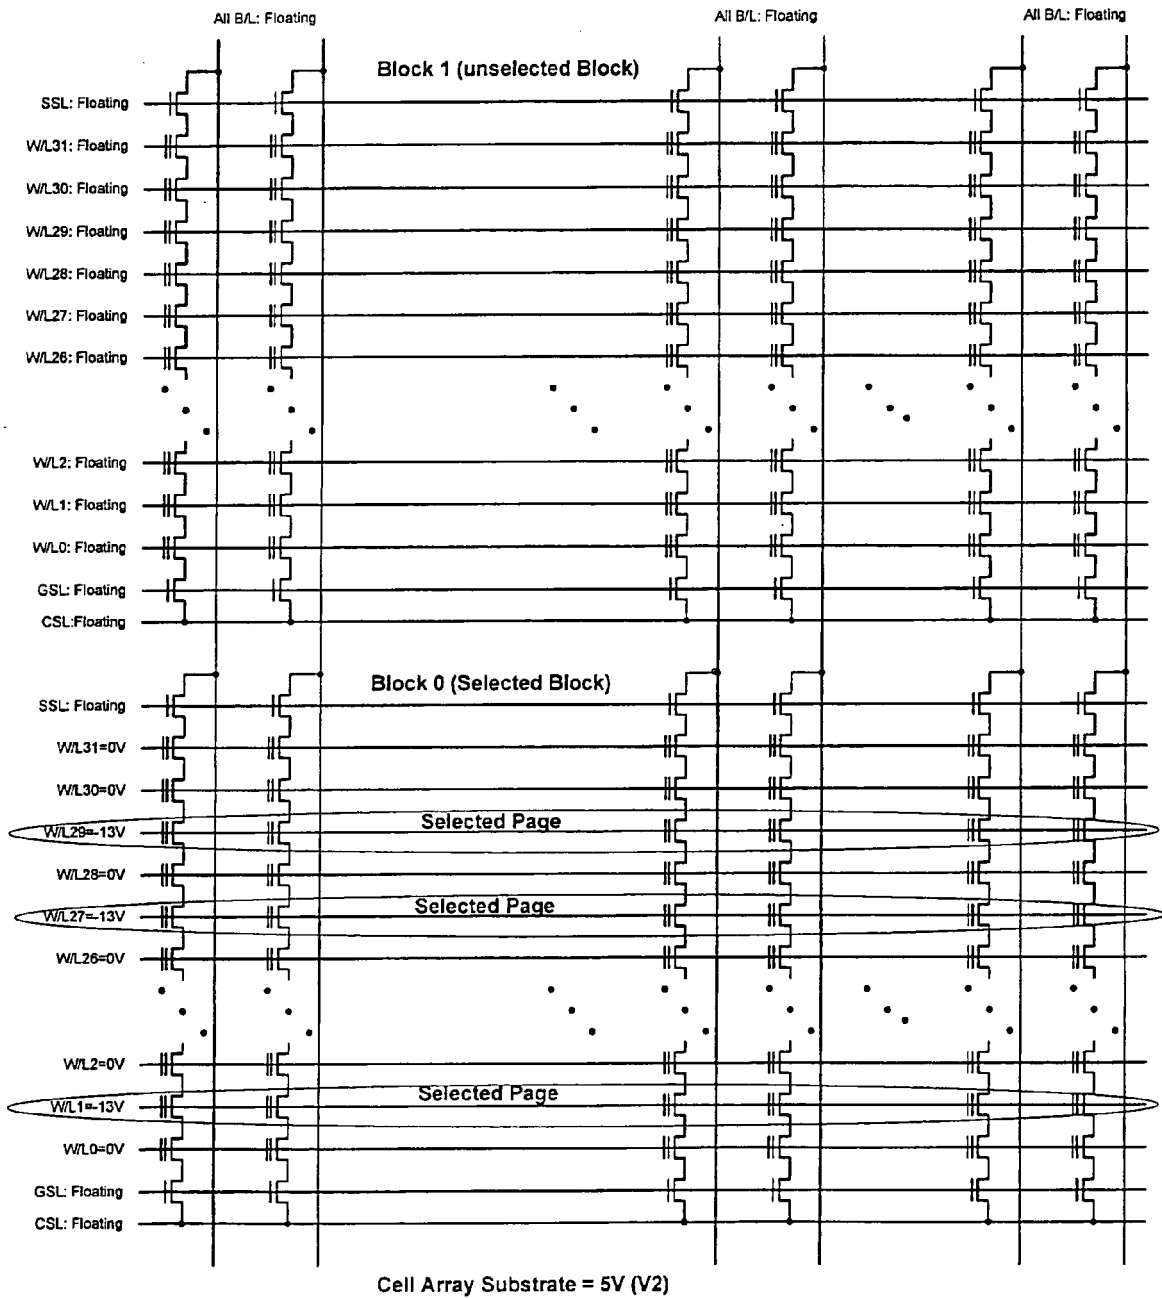 All B/L: Floating All B/L: Floating All B/L: Floating
Block 1 (unselected Block)
SSL: Floating
W/L31: Floating
W/L30: Floating
W/L29: Floating
W/L28: Floating
W/L27: Floating
W/L26: Floating
W/L2: Floating
W/L1: Floating
W/L0: Floating
GSL: Floating
CSL:Floating
Block 0 (Selected Block)
SSL: Floating
W/L31=0V
W/L30=0V
Selected Page
W/L29=-13V
W/L28=0V
Selected Page
W/L27=-13V
W/L26=0V
W/L2=0V
Selected Page
W/L1=-13V
W/L0=0V
GSL: Floating
CSL: Floating
Cell Array Substrate = 5V (V2)